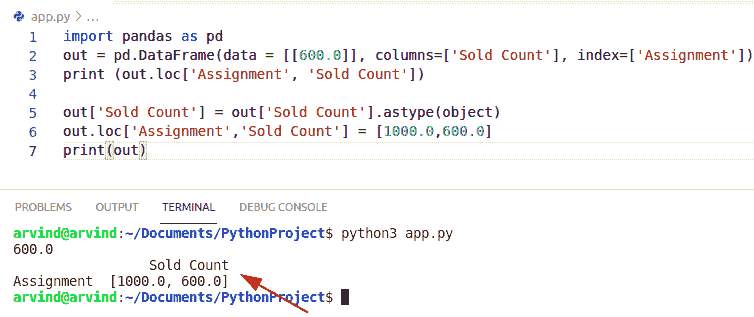 app.py > ...
1 import pandas as pd
2 out = pd.DataFrame(data = [[600.0]], columns=['Sold Count'], index=['Assignment'])
3 print (out.loc['Assignment', 'Sold Count'])
4
5 out['Sold Count'] = out['Sold Count'].astype(object)
6 out.loc['Assignment','Sold Count'] = [1000.0,600.0]
7 print(out)
PROBLEMS OUTPUT TERMINAL DEBUG CONSOLE
arvind@arvind:~/Documents/PythonProject$ python3 app.py
600.0
Sold Count
Assignment [1000.0, 600.0]
arvind@arvind:~/Documents/PythonProject$